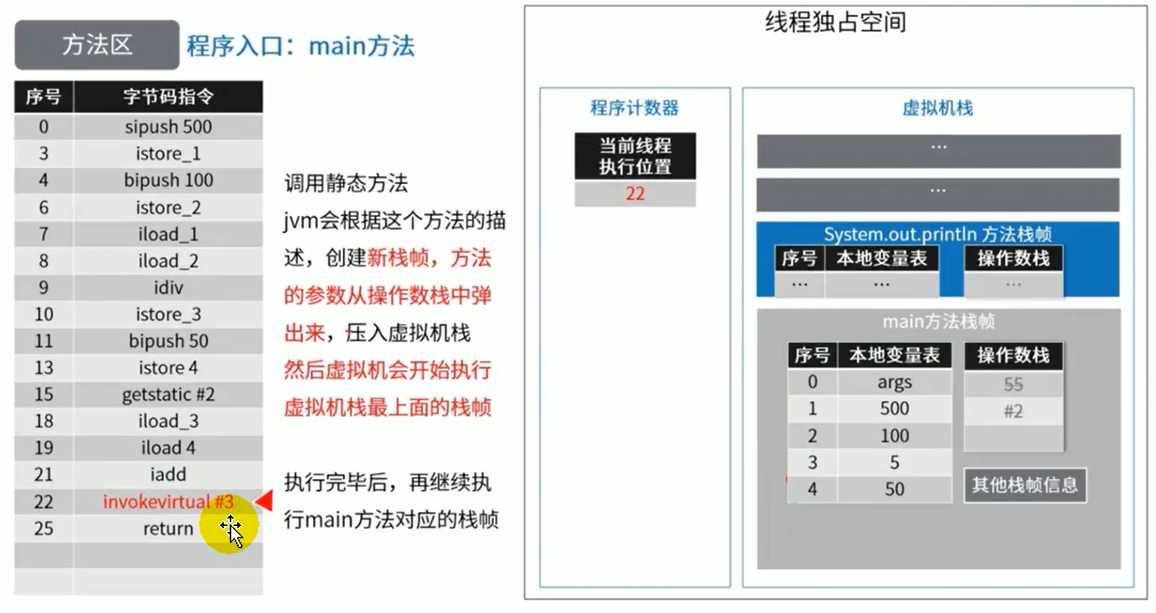 方法区
程序入口：main方法
序号 字节码指令
0 sipush 500
3 istore_1
4 bipush 100
6 istore_2
7 iload_1
8 iload_2
9 idiv
10 istore_3
11 bipush 50
13 istore 4
15 getstatic #2
18 iload_3
19 iload 4
21 iadd
22 invokevirtual #3
25 return
调用静态方法
jvm会根据这个方法的描
述，创建新栈帧，方法
的参数从操作数栈中弹
出来，压入虚拟机栈
然后虚拟机会开始执行
虚拟机栈最上面的栈帧
执行完毕后，再继续执
行main方法对应的栈帧
线程独占空间
程序计数器
当前线程
执行位置
22
虚拟机栈
...
...
System.out.println 方法栈帧
序号 本地变量表 操作数栈
... ... ...
main方法栈帧
序号 本地变量表 操作数栈
0 args 55
1 500 #2
2 100
3 5
4 50
其他栈帧信息